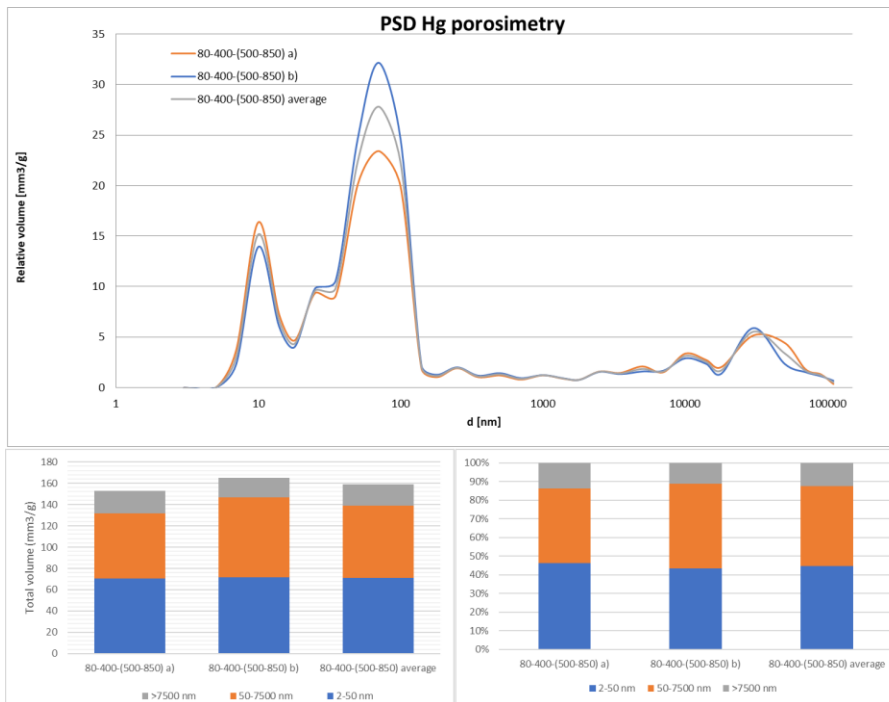 PSD Hg porosimetry
80-400-(500-850) a)
80-400-(500-850) b)
80-400-(500-850) average
Relative volume [mm3/g]
35
30
25
20
15
10
5
0
1
10
100
1000
10000
100000
d [nm]
Total volume (mm3/g)
180
160
140
120
100
80
60
40
20
0
80-400-(500-850) a)
80-400-(500-850) b)
80-400-(500-850) average
>7500 nm
50-7500 nm
2-50 nm
100%
90%
80%
70%
60%
50%
40%
30%
20%
10%
0%
80-400-(500-850) a)
80-400-(500-850) b)
80-400-(500-850) average
2-50 nm
50-7500 nm
>7500 nm